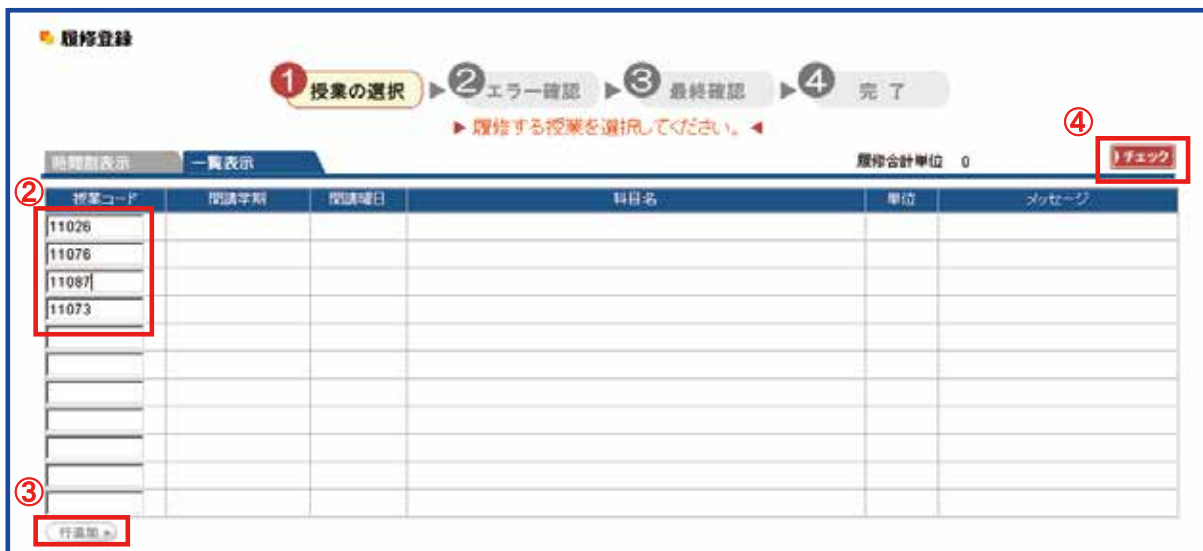 履修登録
1 授業の選択 ▶ 2 エラー確認 ▶ 3 最終確認 ▶ 4 完了
▶ 履修する授業を選択してください。 ◀
④
時間割表示 一覧表示 履修合計単位 0 チェック
②
授業コード 開講学期 開講曜日 科目名 単位 メッセージ
11026
11076
11087
11073
③
行追加